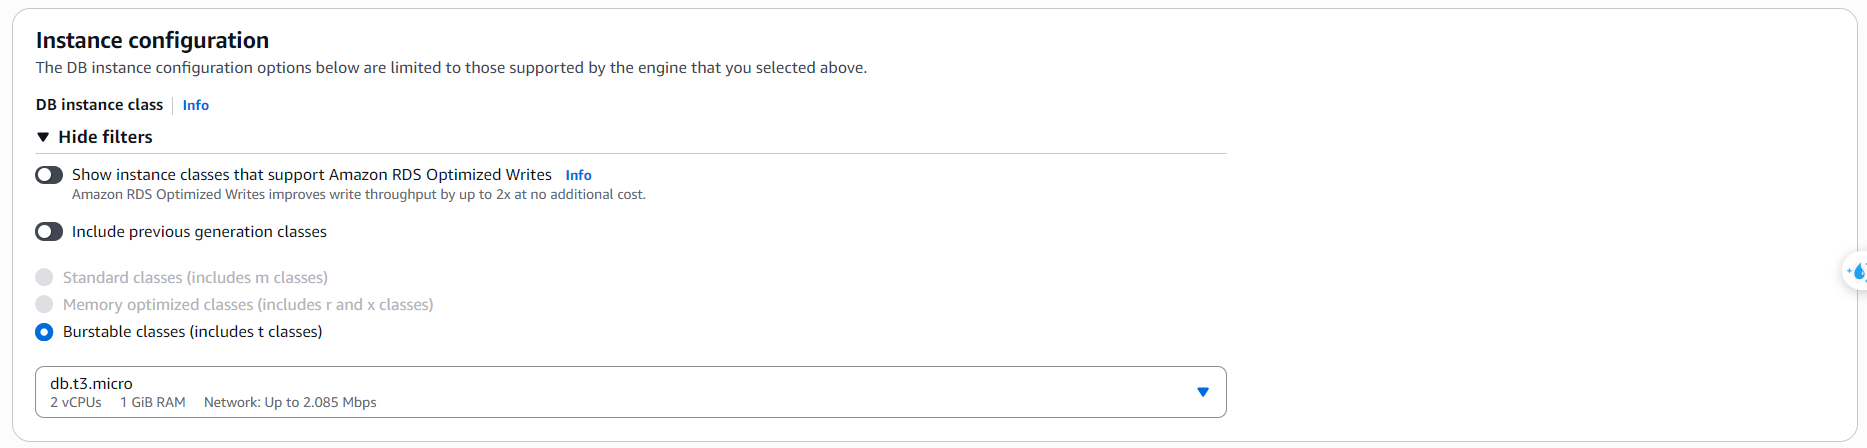 Instance configuration
The DB instance configuration options below are limited to those supported by the engine that you selected above.
DB instance class Info
Hide filters
Show instance classes that support Amazon RDS Optimized Writes Info
Amazon RDS Optimized Writes improves write throughput by up to 2x at no additional cost.
Include previous generation classes
Standard classes (includes m classes)
Memory optimized classes (includes r and x classes)
Burstable classes (includes t classes)
db.t3.micro
2 vCPUs 1 GiB RAM Network: Up to 2.085 Mbps